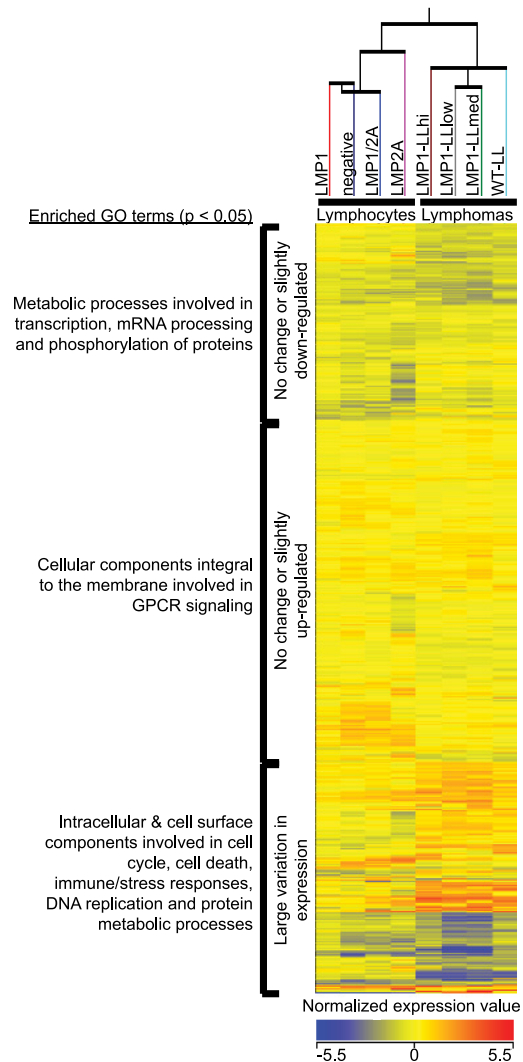 LMP1
negative
LMP1/2A
LMP2A
LMP1-LLhi
LMP1-LLlow
LMP1-LLmed
WT-LL
Enriched GO terms (p < 0,05)
Lymphocytes
Lymphomas
Metabolic processes involved in
transcription, mRNA processing
and phosphorylation of proteins
No change or slightly
down-regulated
Cellular components integral
to the membrane involved in
GPCR signaling
No change or slightly
up-regulated
Intracellular & cell surface
components involved in cell
cycle, cell death,
immune/stress responses,
DNA replication and protein
metabolic processes
Large variation in
expression
Normalized expression value
-5.5
0
5.5